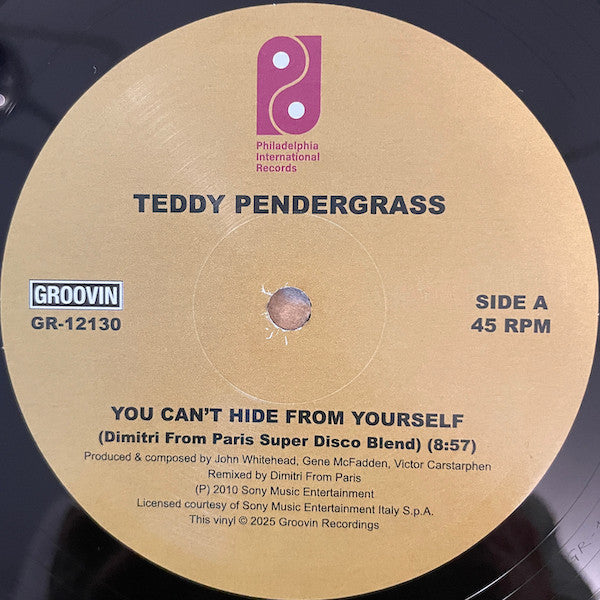 Philadelphia
International
Records
TEDDY PENDERGRASS
GROOVIN
GR-12130
SIDE A
45 RPM
YOU CAN'T HIDE FROM YOURSELF
(Dimitri From Paris Super Disco Blend) (8:57)
Produced & composed by John Whitehead, Gene McFadden, Victor Carstarphen
Remixed by Dimitri From Paris
(P) 2010 Sony Music Entertainment
Licensed courtesy of Sony Music Entertainment Italy S.p.A.
This vinyl © 2025 Groovin Recordings